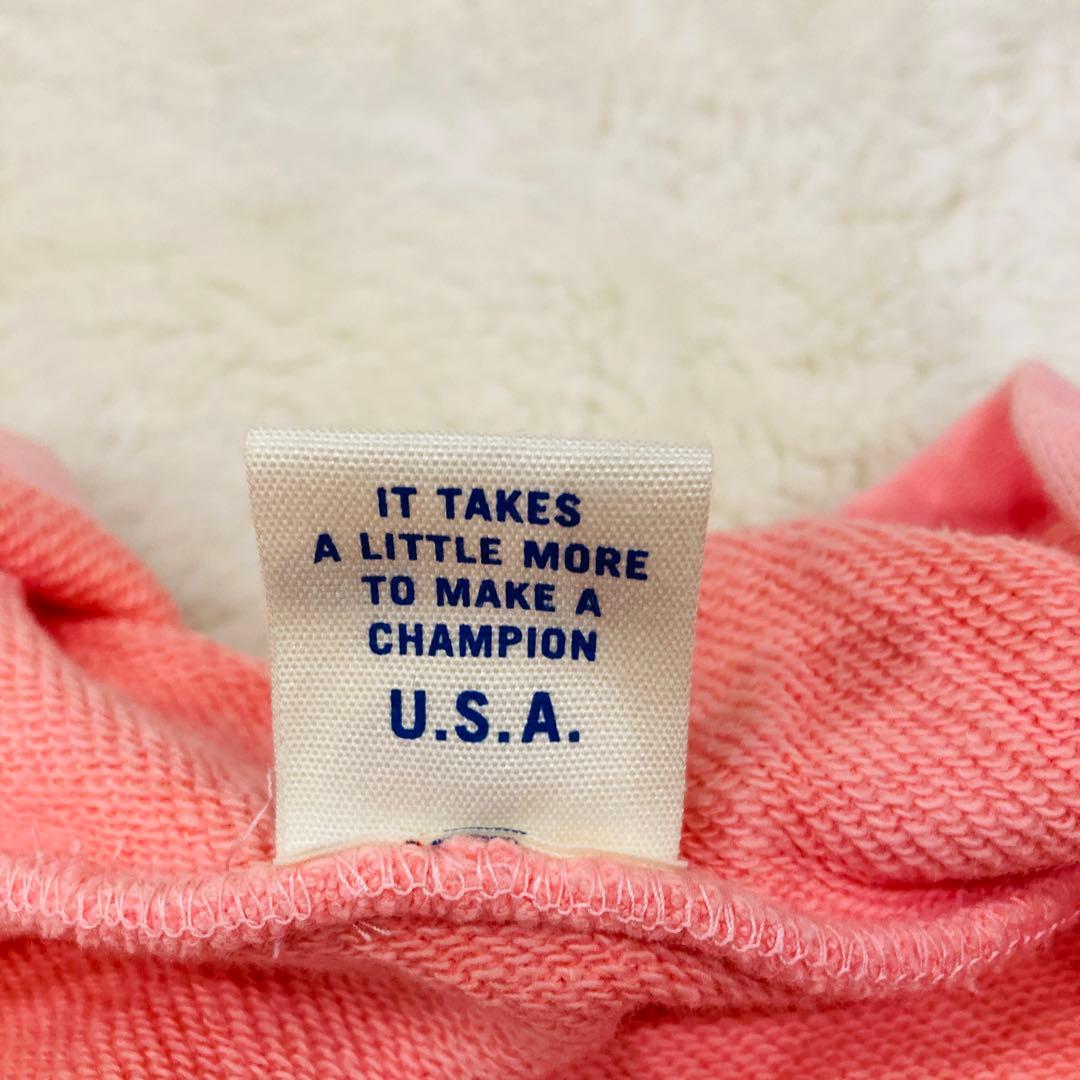 IT TAKES
A LITTLE MORE
TO MAKE A
CHAMPION
U.S.A.